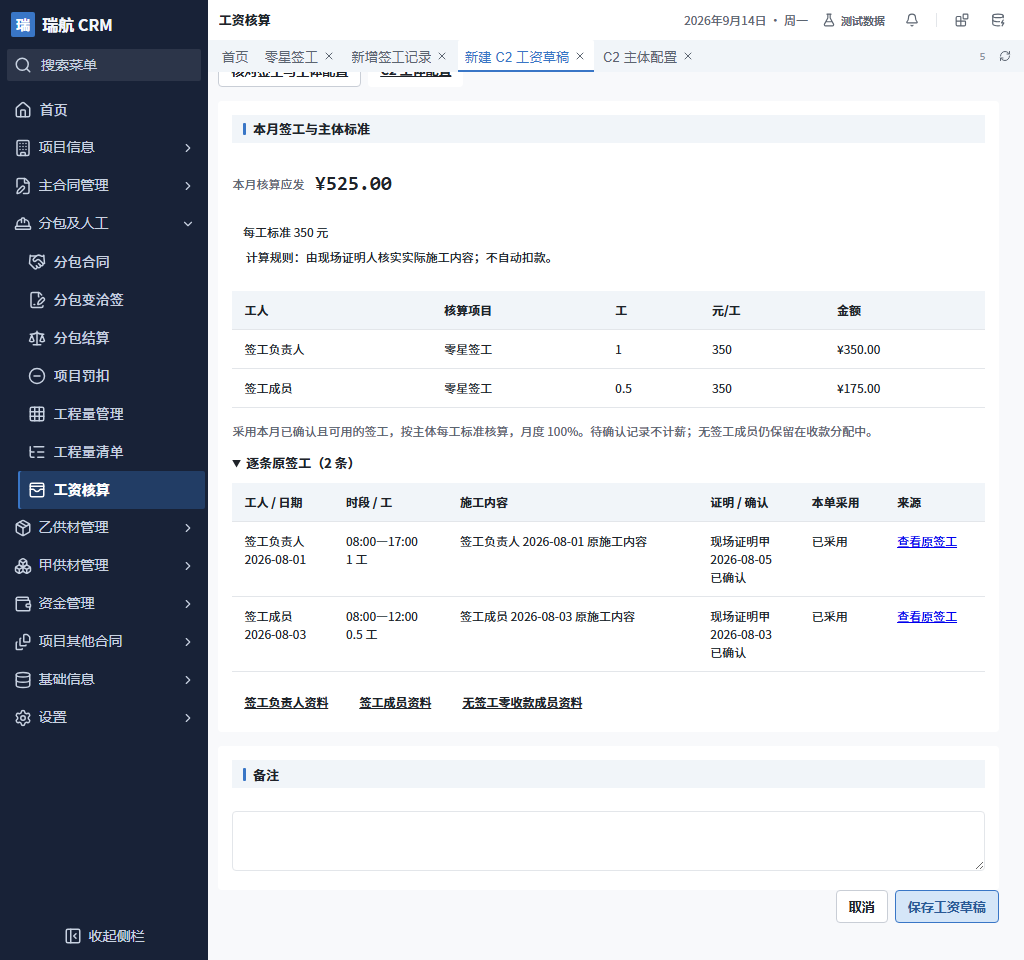 瑞 瑞航 CRM
搜索菜单
首页
项目信息
主合同管理
分包及人工
分包合同
分包变洽签
分包结算
项目罚扣
工程量管理
工程量清单
工资核算
乙供材管理
甲供材管理
资金管理
项目其他合同
基础信息
设置
收起侧栏
工资核算
2026年9月14日 · 周一 测试数据
首页 零星签工 × 新增签工记录 × 新建 C2 工资草稿 × C2 主体配置 × 5
核对签工与主体配置 C2 主体配置
本月签工与主体标准
本月核算应发 ¥525.00
每工标准 350 元
计算规则：由现场证明人核实实际施工内容；不自动扣款。
工人 核算项目 工 元/工 金额
签工负责人 零星签工 1 350 ¥350.00
签工成员 零星签工 0.5 350 ¥175.00
采用本月已确认且可用的签工，按主体每工标准核算，月度 100%。待确认记录不计薪；无签工成员仍保留在收款分配中。
▼ 逐条原签工（2 条）
工人 / 日期 时段 / 工 施工内容 证明 / 确认 本单采用 来源
签工负责人 08:00—17:00 签工负责人 2026-08-01 原施工内容 现场证明甲 已采用 查看原签工
2026-08-01 1 工 2026-08-05
已确认
签工成员 08:00—12:00 签工成员 2026-08-03 原施工内容 现场证明甲 已采用 查看原签工
2026-08-03 0.5 工 2026-08-03
已确认
签工负责人资料 签工成员资料 无签工零收款成员资料
备注
取消 保存工资草稿